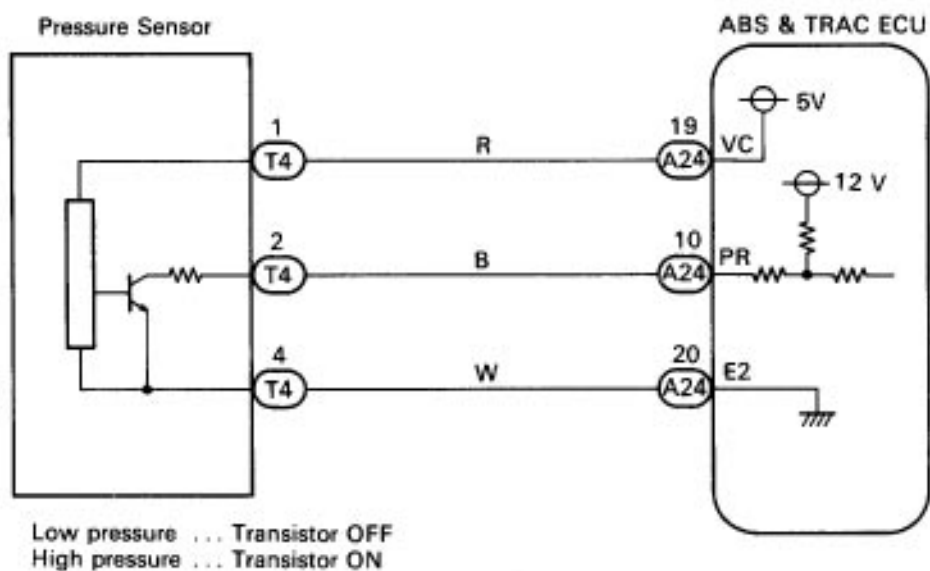 Pressure Sensor
ABS & TRAC ECU
5V
1
T4
R
19
A24
VC
12 V
2
T4
B
10
A24
PR
4
T4
W
20
A24
E2
Low pressure ... Transistor OFF
High pressure ... Transistor ON